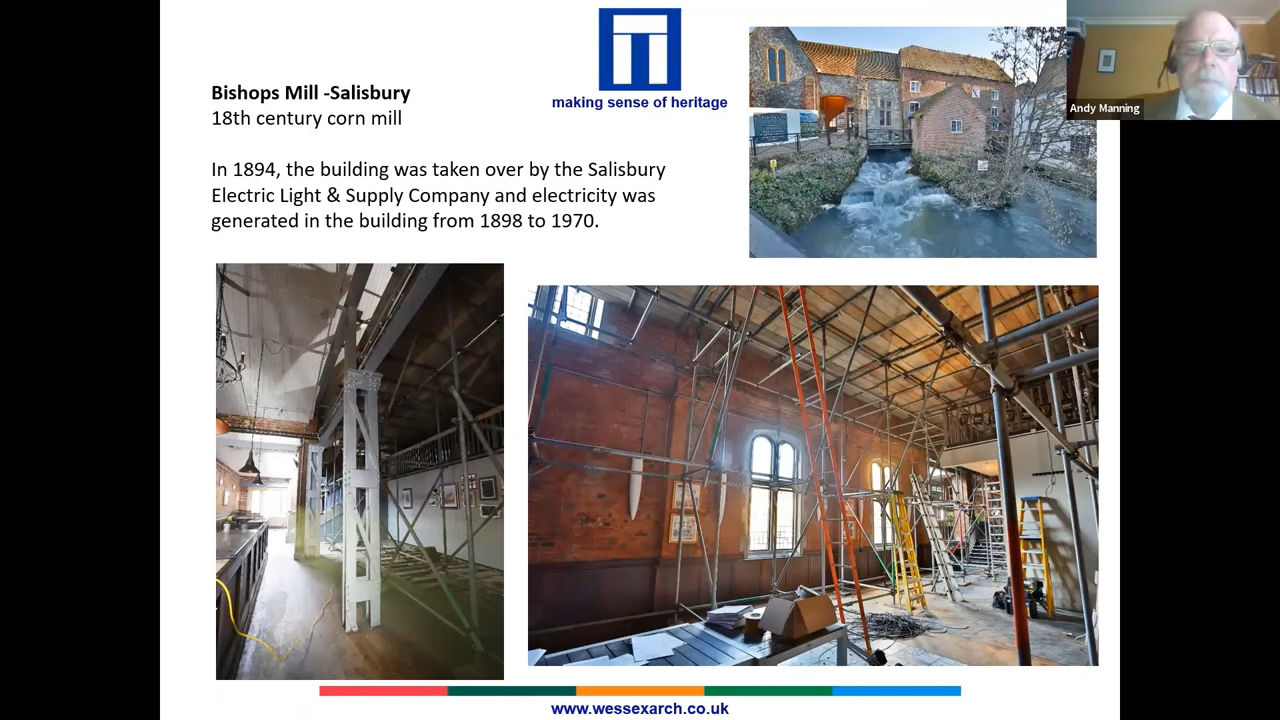 making sense of heritage
Andy Manning
Bishops Mill -Salisbury
18th century corn mill
In 1894, the building was taken over by the Salisbury
Electric Light & Supply Company and electricity was
generated in the building from 1898 to 1970.
www.wessexarch.co.uk